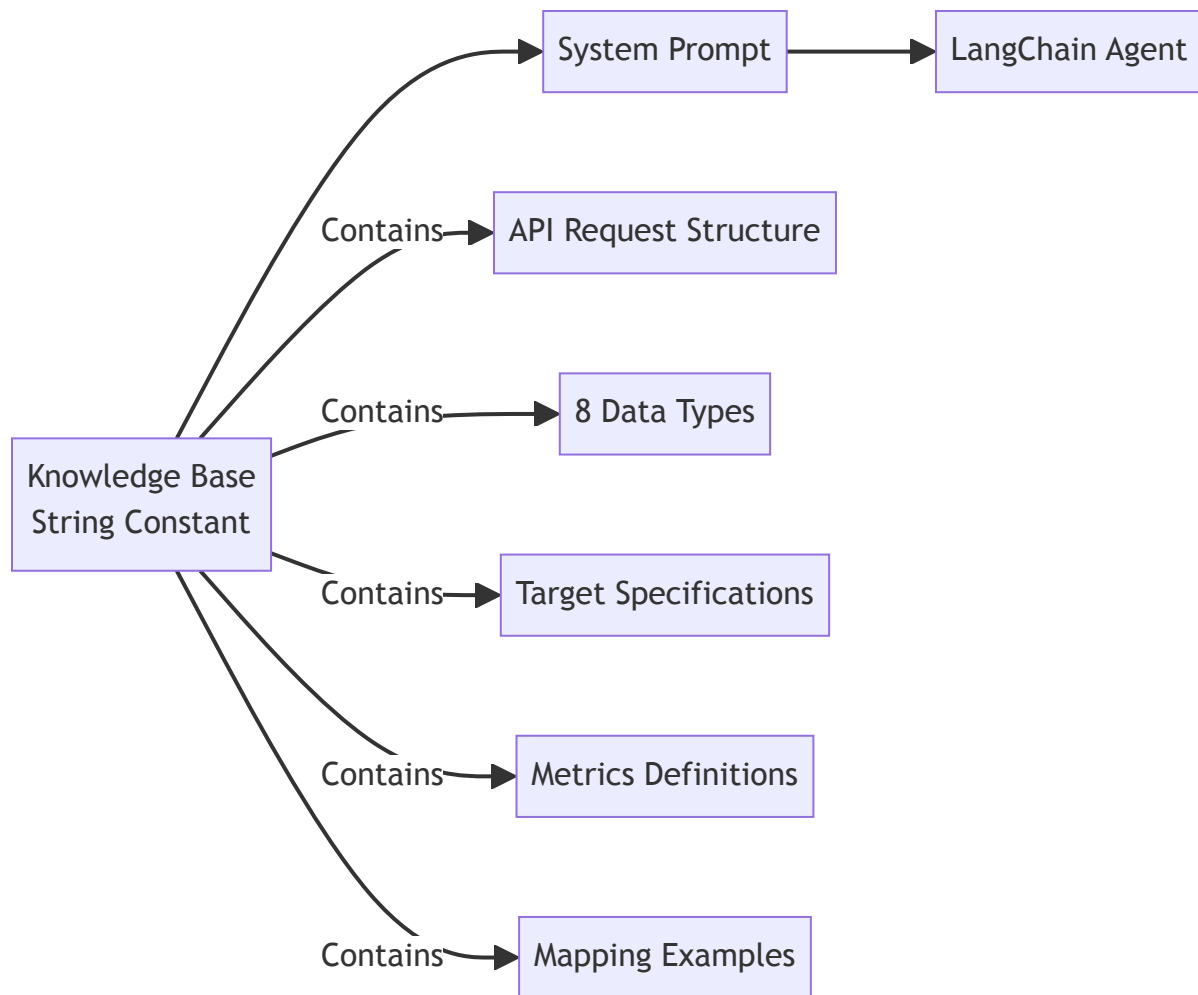 System Prompt
LangChain Agent
Contains
API Request Structure
Contains
8 Data Types
Knowledge Base
String Constant
Contains
Target Specifications
Contains
Metrics Definitions
Contains
Mapping Examples